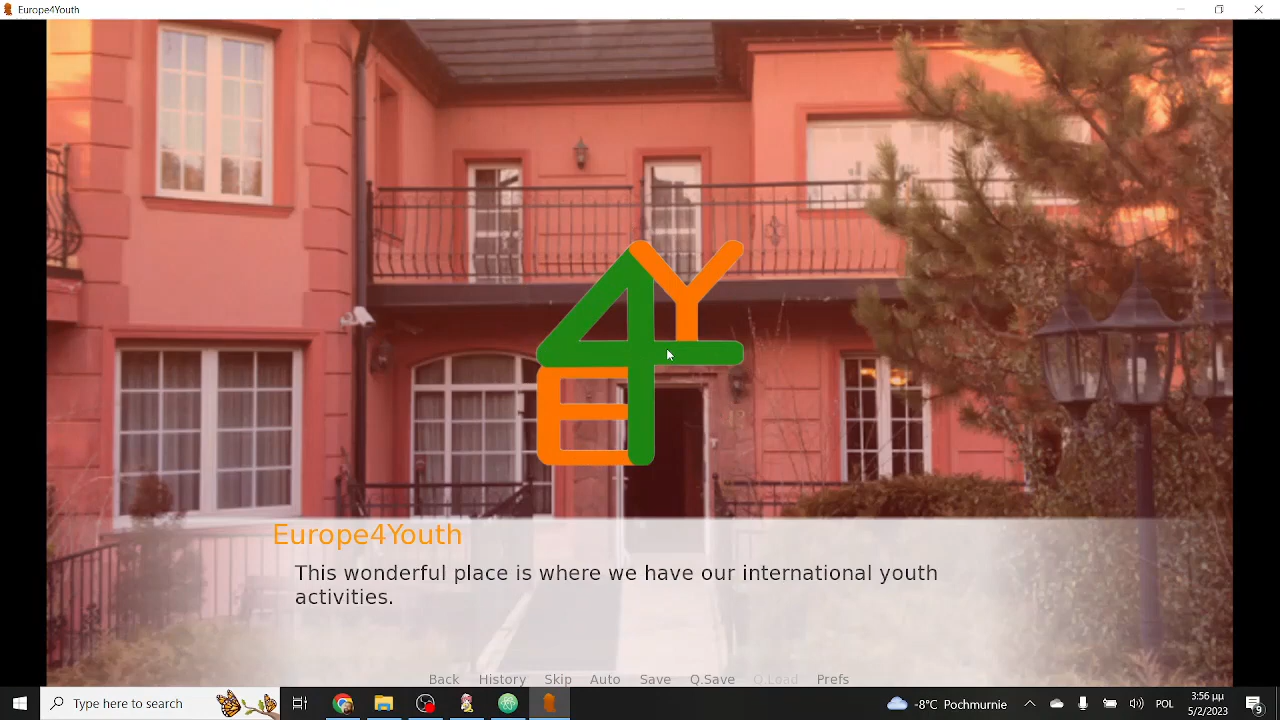 Europe4Youth
4Y
E
Europe4Youth
This wonderful place is where we have our international youth
activities.
Back History Skip Auto Save Q.Save Q.Load Prefs
Type here to search
-8°C Pochmurnie
POL
3:56 μμ
5/2/2023